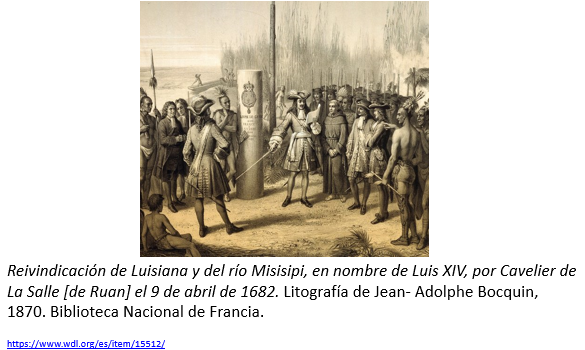 Reivindicación de Luisiana y del río Misisipi, en nombre de Luis XIV, por Cavelier de
La Salle [de Ruan] el 9 de abril de 1682. Litografía de Jean- Adolphe Bocquin,
1870. Biblioteca Nacional de Francia.
https://www.wdl.org/es/item/15512/